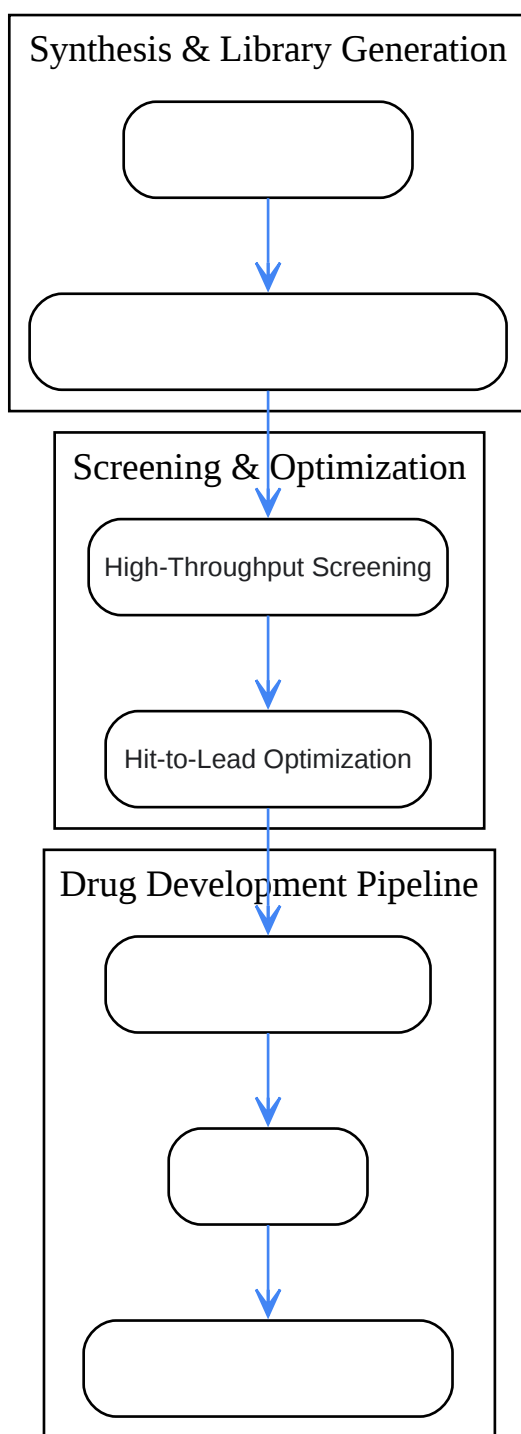 Synthesis & Library Generation
Screening & Optimization
High-Throughput Screening
Hit-to-Lead Optimization
Drug Development Pipeline